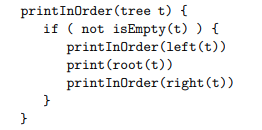 printInOrder(tree t) {
if ( not isEmpty(t) ) {
printInOrder(left(t))
print(root(t))
printInOrder(right(t))
}
}